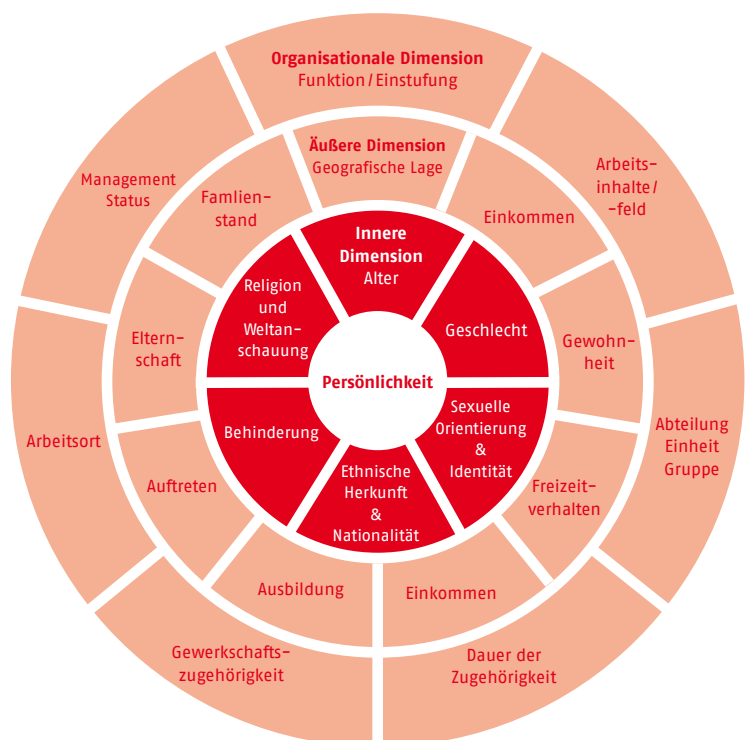 Organisationale Dimension
Funktion/Einstufung
Arbeits-
inhalte/
-feld
Abteilung
Einheit
Gruppe
Dauer der
Zugehörigkeit
Gewerkschafts-
zugehörigkeit
Arbeitsort
Management
Status
Äußere Dimension
Geografische Lage
Einkommen
Gewohn-
heit
Freizeit-
verhalten
Einkommen
Ausbildung
Auftreten
Eltern-
schaft
Famlien-
stand
Innere
Dimension
Alter
Geschlecht
Sexuelle
Orientierung
&
Identität
Ethnische
Herkunft
&
Nationalität
Behinderung
Religion
und
Weltan-
schauung
Persönlichkeit